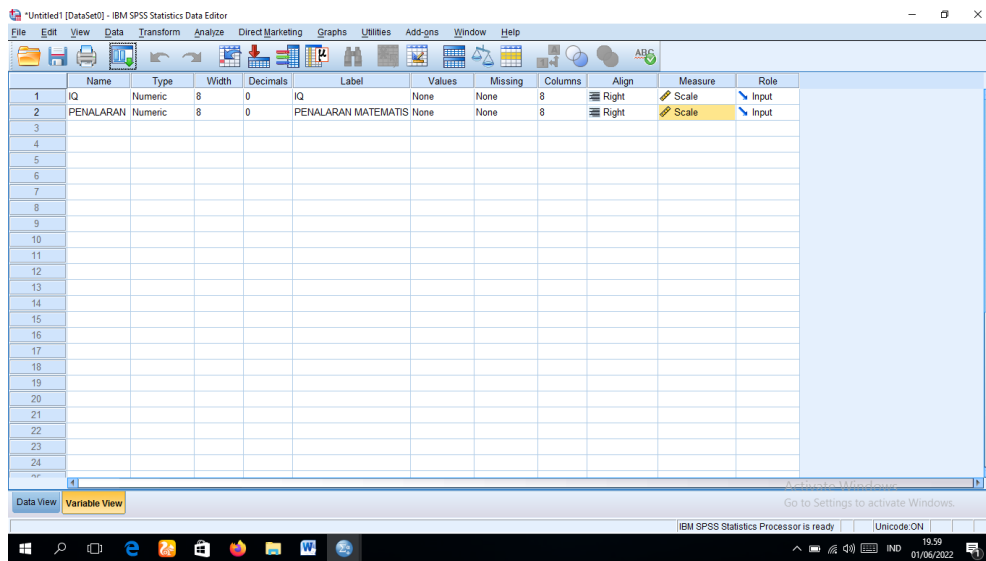 *Untitled1 [DataSet0] - IBM SPSS Statistics Data Editor
File Edit View Data Transform Analyze Direct Marketing Graphs Utilities Add-ons Window Help
Name Type Width Decimals Label Values Missing Columns Align Measure Role
1 IQ Numeric 8 0 IQ None None 8 Right Scale Input
2 PENALARAN Numeric 8 0 PENALARAN MATEMATIS None None 8 Right Scale Input
3
4
5
6
7
8
9
10
11
12
13
14
15
16
17
18
19
20
21
22
23
24
Activate Windows
Data View Variable View
Go to Settings to activate Windows.
IBM SPSS Statistics Processor is ready Unicode:ON
IND
19.59
01/06/2022